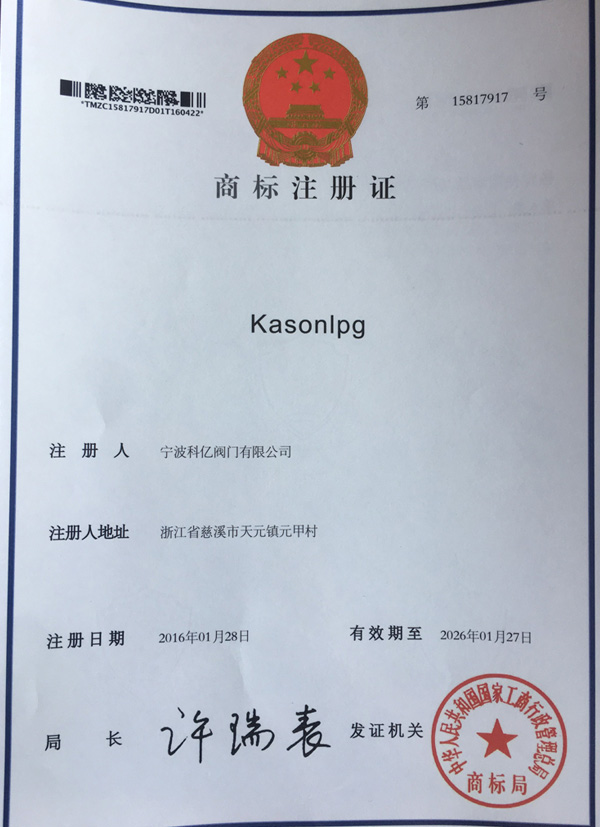 *TMZC15817917D01T160422*
第 15817917 号
商标注册证
Kasonlpg
注册人 宁波科亿阀门有限公司
注册人地址 浙江省慈溪市天元镇元甲村
注册日期 2016年01月28日 有效期至 2026年01月27日
局长 许瑞表 发证机关
中华人民共和国国家工商行政管理总局
商标局